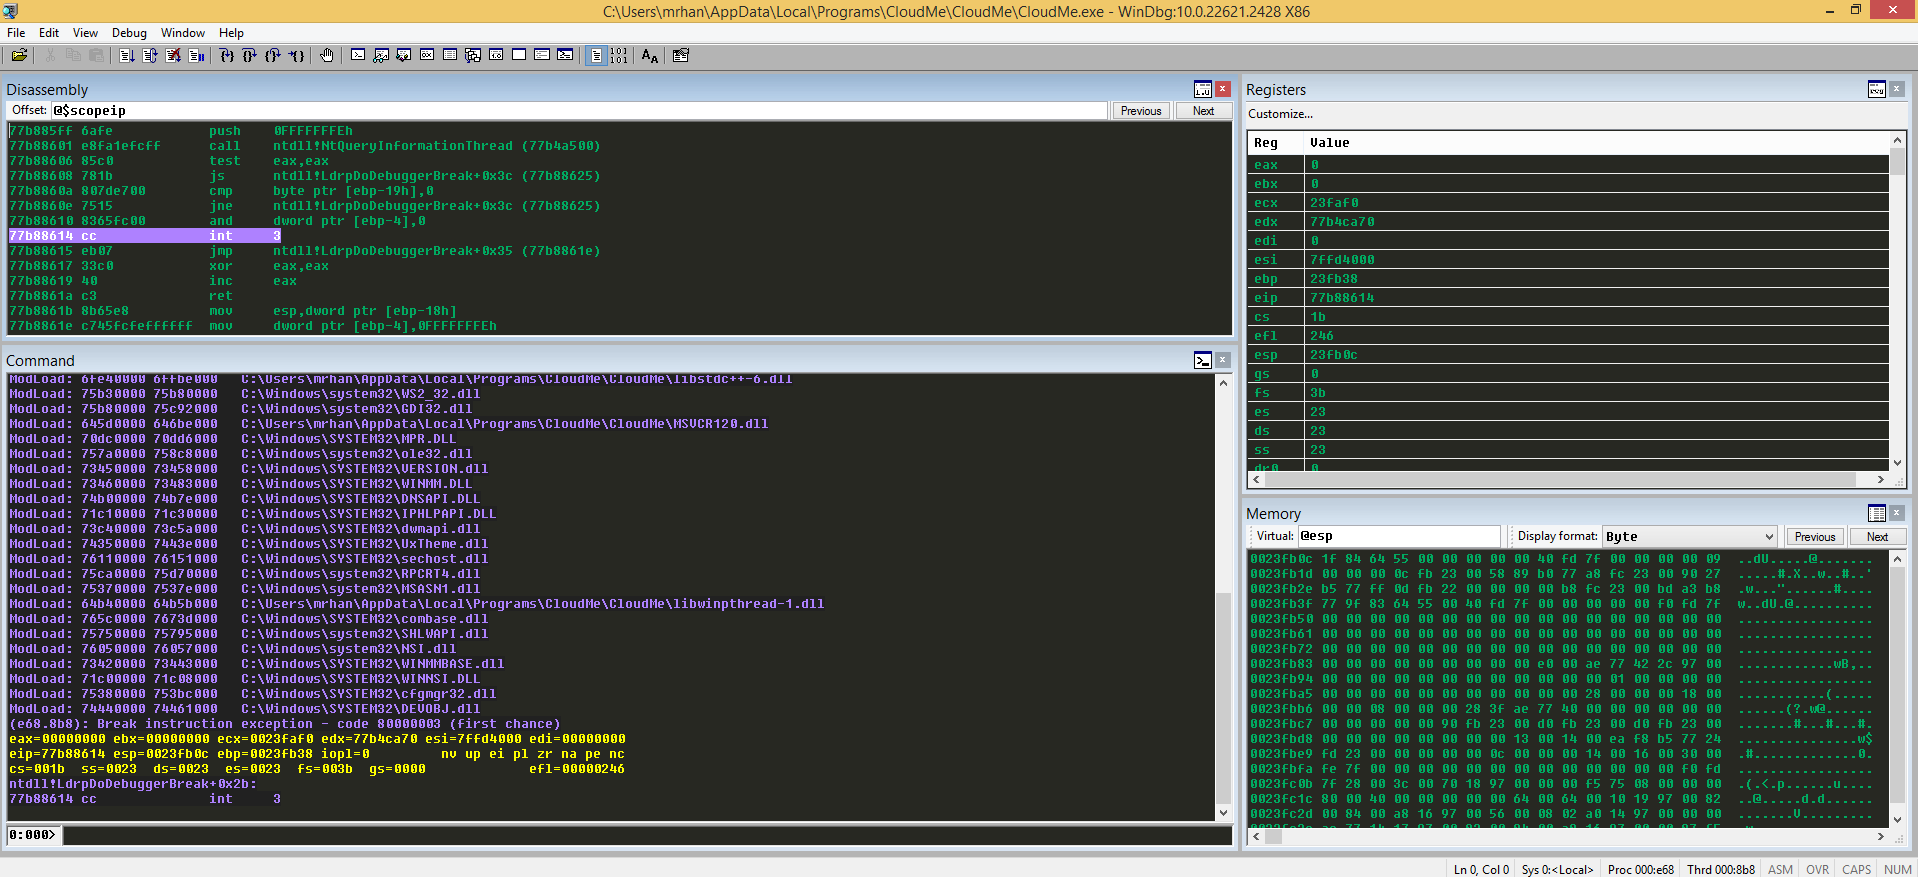 C:\Users\mrhan\AppData\Local\Programs\CloudMe\CloudMe\CloudMe.exe - WinDbg:10.0.22621.2428 X86
File Edit View Debug Window Help
Disassembly
Offset: @$scopeip Previous Next
77b885ff 6afe push 0FFFFFFFEh
77b88601 e8fa1efcff call ntdll!NtQueryInformationThread (77b4a500)
77b88606 85c0 test eax,eax
77b88608 781b js ntdll!LdrpDoDebuggerBreak+0x3c (77b88625)
77b8860a 807de700 cmp byte ptr [ebp-19h],0
77b8860e 7515 jne ntdll!LdrpDoDebuggerBreak+0x3c (77b88625)
77b88610 8365fc00 and dword ptr [ebp-4],0
77b88614 cc int 3
77b88615 eb07 jmp ntdll!LdrpDoDebuggerBreak+0x35 (77b8861e)
77b88617 33c0 xor eax,eax
77b88619 40 inc eax
77b8861a c3 ret
77b8861b 8b65e8 mov esp,dword ptr [ebp-18h]
77b8861e c745fcfeffffff mov dword ptr [ebp-4],0FFFFFFFEh
Command
ModLoad: 6fe40000 6ffbe000 C:\Users\mrhan\AppData\Local\Programs\CloudMe\CloudMe\libstdc++-6.dll
ModLoad: 75b30000 75b80000 C:\Windows\system32\WS2_32.dll
ModLoad: 75b80000 75c92000 C:\Windows\system32\GDI32.dll
ModLoad: 645d0000 646be000 C:\Users\mrhan\AppData\Local\Programs\CloudMe\CloudMe\MSVCR120.dll
ModLoad: 70dc0000 70dd6000 C:\Windows\SYSTEM32\MPR.DLL
ModLoad: 757a0000 758c8000 C:\Windows\system32\ole32.dll
ModLoad: 73450000 73458000 C:\Windows\SYSTEM32\VERSION.dll
ModLoad: 73460000 73483000 C:\Windows\SYSTEM32\WINMM.DLL
ModLoad: 74b00000 74b7e000 C:\Windows\SYSTEM32\DNSAPI.DLL
ModLoad: 71c10000 71c30000 C:\Windows\SYSTEM32\IPHLPAPI.DLL
ModLoad: 73c40000 73c5a000 C:\Windows\SYSTEM32\dwmapi.dll
ModLoad: 74350000 7443e000 C:\Windows\SYSTEM32\UxTheme.dll
ModLoad: 76110000 76151000 C:\Windows\SYSTEM32\sechost.dll
ModLoad: 75ca0000 75d70000 C:\Windows\SYSTEM32\RPCRT4.dll
ModLoad: 75370000 7537e000 C:\Windows\SYSTEM32\MSASN1.dll
ModLoad: 64b40000 64b5b000 C:\Users\mrhan\AppData\Local\Programs\CloudMe\CloudMe\libwinpthread-1.dll
ModLoad: 765c0000 7673d000 C:\Windows\SYSTEM32\combase.dll
ModLoad: 75750000 75795000 C:\Windows\system32\SHLWAPI.dll
ModLoad: 76050000 76057000 C:\Windows\system32\NSI.dll
ModLoad: 73420000 73443000 C:\Windows\SYSTEM32\WINMMBASE.dll
ModLoad: 71c00000 71c08000 C:\Windows\SYSTEM32\WINNSI.DLL
ModLoad: 75380000 753bc000 C:\Windows\SYSTEM32\cfgmgr32.dll
ModLoad: 74440000 74461000 C:\Windows\SYSTEM32\DEVOBJ.dll
(e68.8b8): Break instruction exception - code 80000003 (first chance)
eax=00000000 ebx=00000000 ecx=0023faf0 edx=77b4ca70 esi=7ffd4000 edi=00000000
eip=77b88614 esp=0023fb0c ebp=0023fb38 iopl=0 nv up ei pl zr na pe nc
cs=001b ss=0023 ds=0023 es=0023 fs=003b gs=0000 efl=00000246
ntdll!LdrpDoDebuggerBreak+0x2b:
77b88614 cc int 3
0:000>
Registers
Customize...
Reg Value
eax 0
ebx 0
ecx 23faf0
edx 77b4ca70
edi 0
esi 7ffd4000
ebp 23fb38
eip 77b88614
cs 1b
efl 246
esp 23fb0c
gs 0
fs 3b
es 23
ds 23
ss 23
dr0 0
Memory
Virtual: @esp Display format: Byte Previous Next
0023fb0c 1f 84 64 55 00 00 00 00 00 40 fd 7f 00 00 00 00 09 ..dU.....@.......
0023fb1d 00 00 00 0c fb 23 00 58 89 b0 77 a8 fc 23 00 90 27 .....#.X..w..#..'
0023fb2e b5 77 ff 0d fb 22 00 00 00 00 b8 fc 23 00 bd a3 b8 .w..."......#....
0023fb3f 77 9f 83 64 55 00 40 fd 7f 00 00 00 00 00 f0 fd 7f w..dU.@..........
0023fb50 00 00 00 00 00 00 00 00 00 00 00 00 00 00 00 00 00 .................
0023fb61 00 00 00 00 00 00 00 00 00 00 00 00 00 00 00 00 00 .................
0023fb72 00 00 00 00 00 00 00 00 00 00 00 00 00 00 00 00 00 .................
0023fb83 00 00 00 00 00 00 00 00 00 e0 00 ae 77 42 2c 97 00 ............wB,..
0023fb94 00 00 00 00 00 00 00 00 00 00 00 00 01 00 00 00 00 .................
0023fba5 00 00 00 00 00 00 00 00 00 00 00 28 00 00 00 18 00 ...........(.....
0023fbb6 00 00 08 00 00 00 00 28 3f ae 77 40 00 00 00 00 00 .......(?.w@.....
0023fbc7 00 00 00 00 00 90 fb 23 00 d0 fb 23 00 d0 fb 23 00 .......#...#...#.
0023fbd8 00 00 00 00 00 00 00 00 13 00 14 00 ea f8 b5 77 24 ...............w$
0023fbe9 fd 23 00 00 00 00 00 0c 00 00 00 14 00 16 00 30 00 .#.............0.
0023fbfa fe 7f 00 00 00 00 00 00 00 00 00 00 00 00 00 f0 fd .................
0023fc0b 7f 28 00 3c 00 70 18 97 00 00 00 f5 75 08 00 00 00 .(.<.p......u....
0023fc1c 80 00 40 00 00 00 00 00 64 00 64 00 10 19 97 00 82 ..@.....d.d......
0023fc2d 00 84 00 a8 16 97 00 56 00 08 02 a0 14 97 00 00 00 .......V.........
Ln 0, Col 0 Sys 0:<Local> Proc 000:e68 Thrd 000:8b8 ASM OVR CAPS NUM